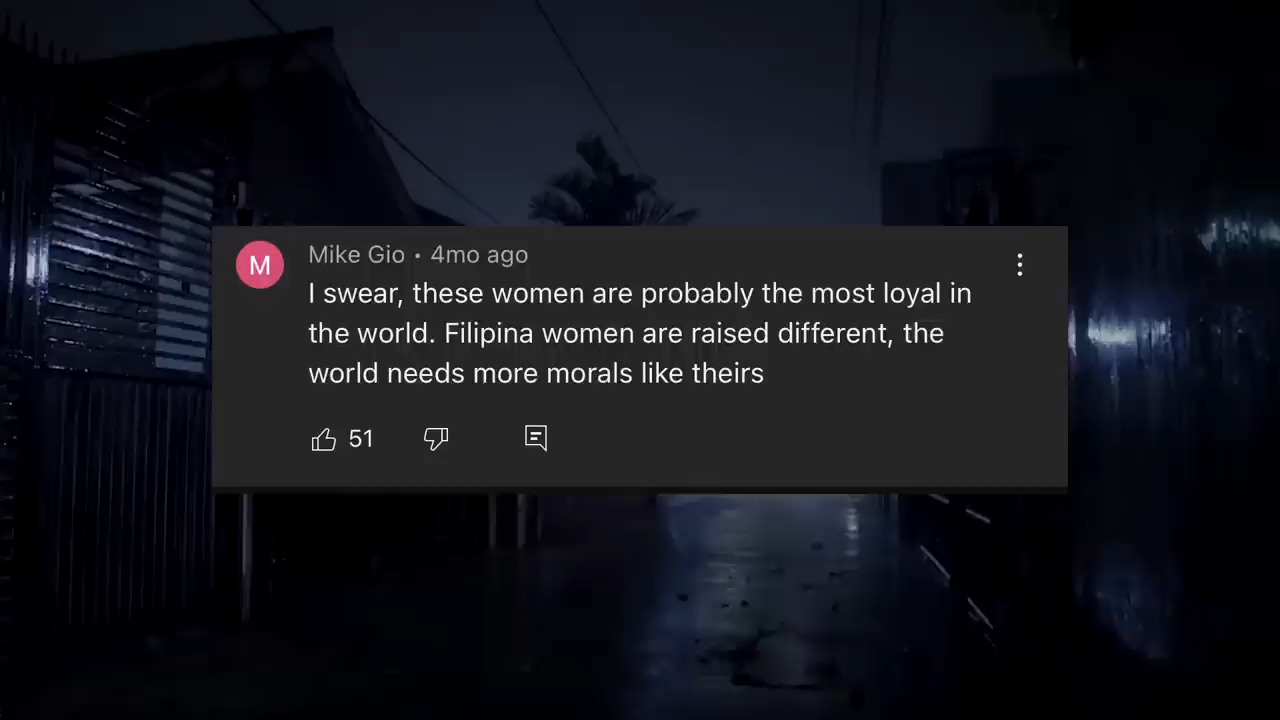 M
Mike Gio • 4mo ago
I swear, these women are probably the most loyal in
the world. Filipina women are raised different, the
world needs more morals like theirs
51